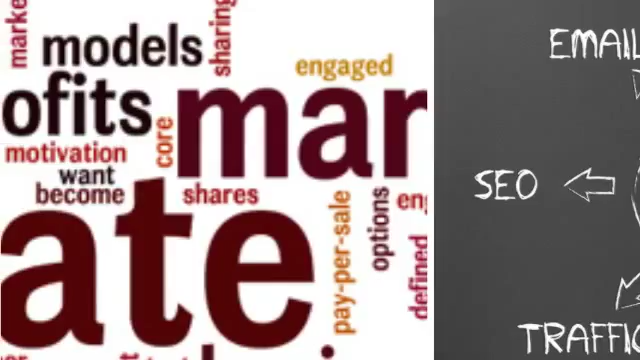 marke
models
sharing
engaged
ofits
mar
core
motivation
want
become
shares
ate
pay-per-sale
options
en
defined
EMAIL
SEO
TRAFFIC